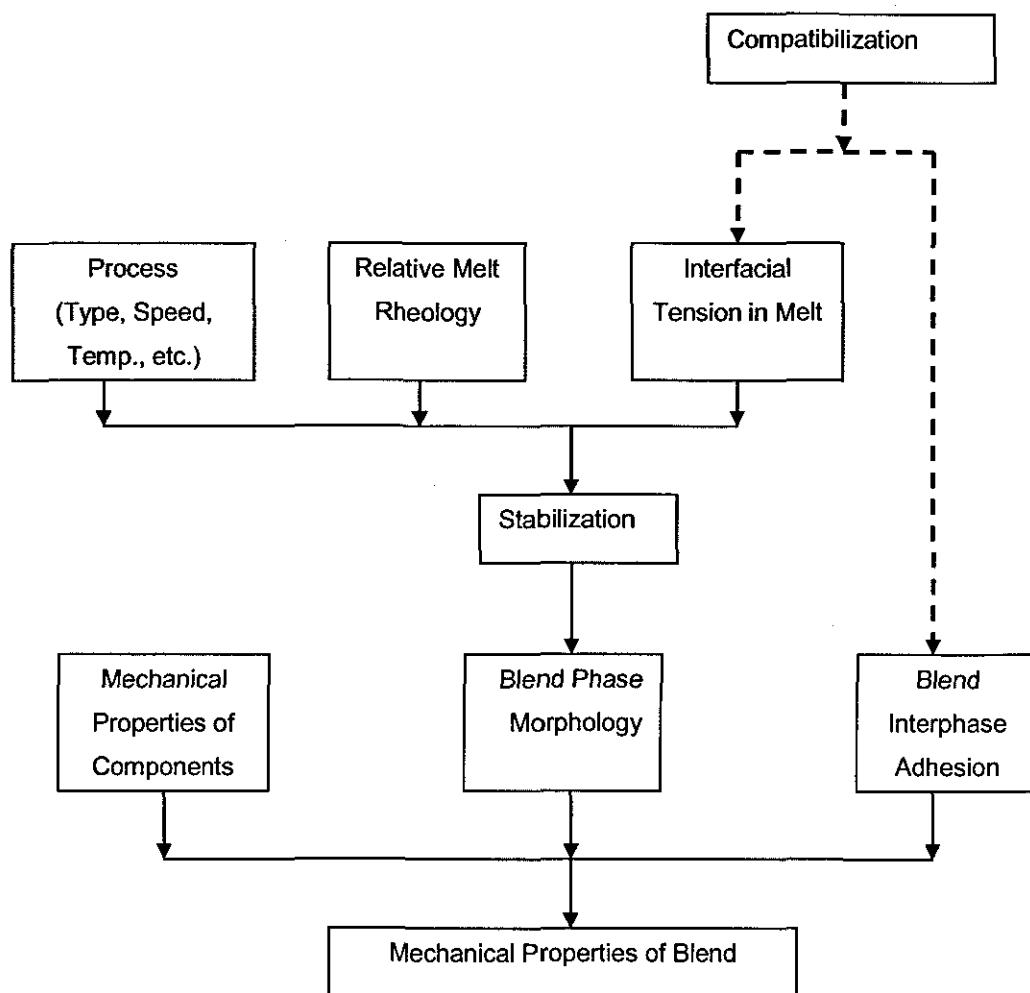 Compatibilization
Process
(Type, Speed,
Temp., etc.)
Relative Melt
Rheology
Interfacial
Tension in Melt
Stabilization
Mechanical
Properties of
Components
Blend Phase
Morphology
Blend
Interphase
Adhesion
Mechanical Properties of Blend